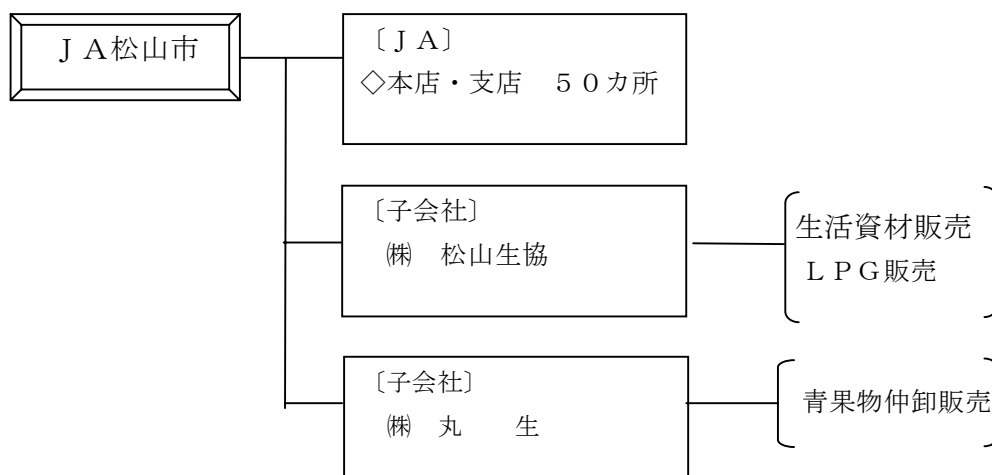 ＪＡ松山市
〔ＪＡ〕
◇本店・支店　５０カ所
〔子会社〕
㈱　松山生協
生活資材販売
ＬＰＧ販売
〔子会社〕
㈱　丸　　生
青果物仲卸販売